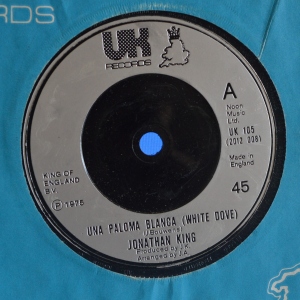 RDS
UK
RECORDS
A
Noon
Music
Ltd.
UK 105
(2012 206)
Made in
England
KING OF
ENGLAND
B.V.
Ⓟ 1975
45
UNA PALOMA BLANCA (WHITE DOVE)
(J.Bouwens)
JONATHAN KING
Produced by J.K.
Arranged by J.A.